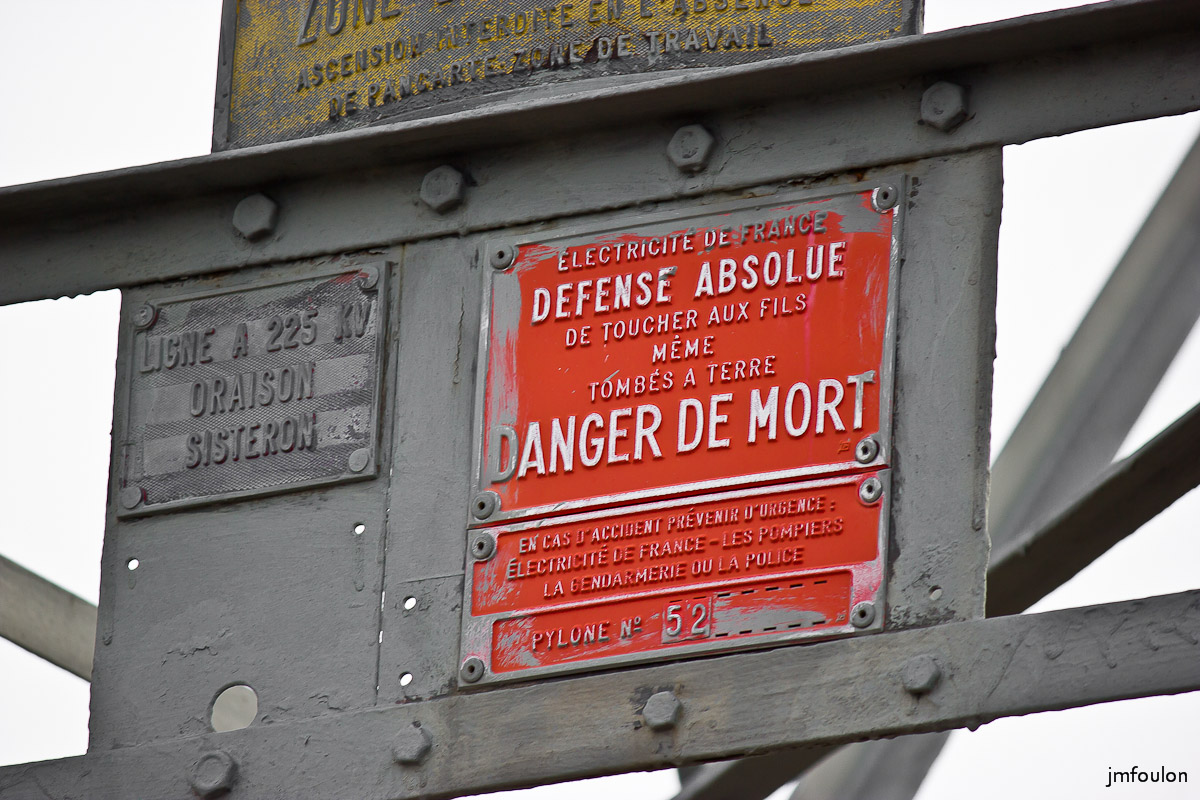 ZONE
ASCENSION INTERDITE EN L'ABSENCE
DE PANCARTE ZONE DE TRAVAIL
LIGNE A 225 KV
ORAISON
SISTERON
ÉLECTRICITÉ DE FRANCE
DEFENSE ABSOLUE
DE TOUCHER AUX FILS
MÊME
TOMBÉS A TERRE
DANGER DE MORT
EN CAS D'ACCIDENT PRÉVENIR D'URGENCE :
ÉLECTRICITÉ DE FRANCE - LES POMPIERS
LA GENDARMERIE OU LA POLICE
PYLONE N° 52
jmfoulon